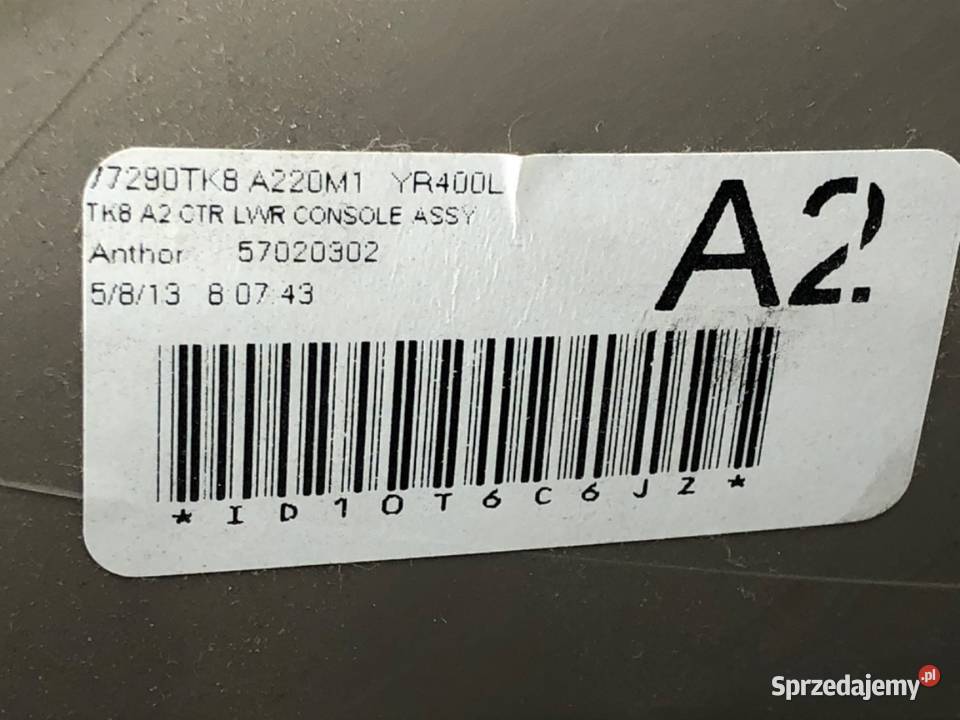 77290TK8 A220M1 YR400L
TK8 A2 CTR LWR CONSOLE ASSY
Anthor 57020302
5/8/13 8:07:43
A2
*ID10T6C6JZ*
Sprzedajemy.pl